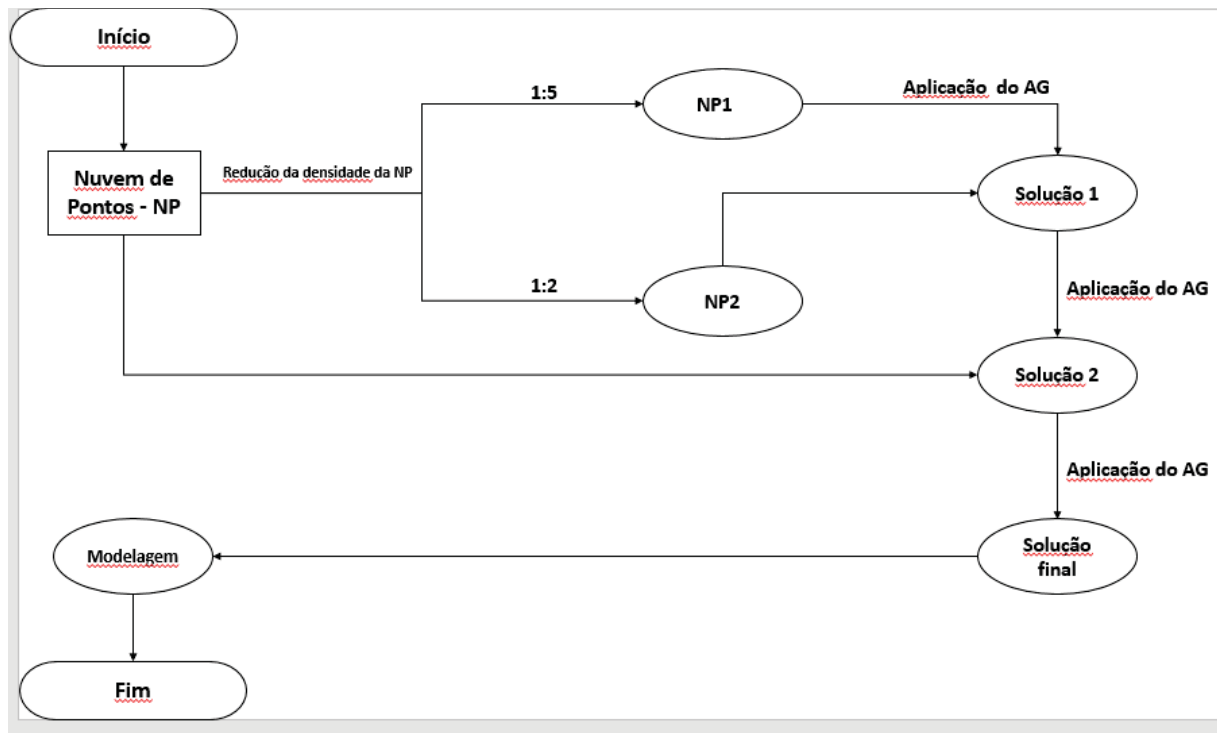 Início
1:5
NP1
Aplicação do AG
Nuvem de
Pontos - NP
Redução da densidade da NP
Solução 1
1:2
NP2
Aplicação do AG
Solução 2
Aplicação do AG
Modelagem
Solução
final
Fim